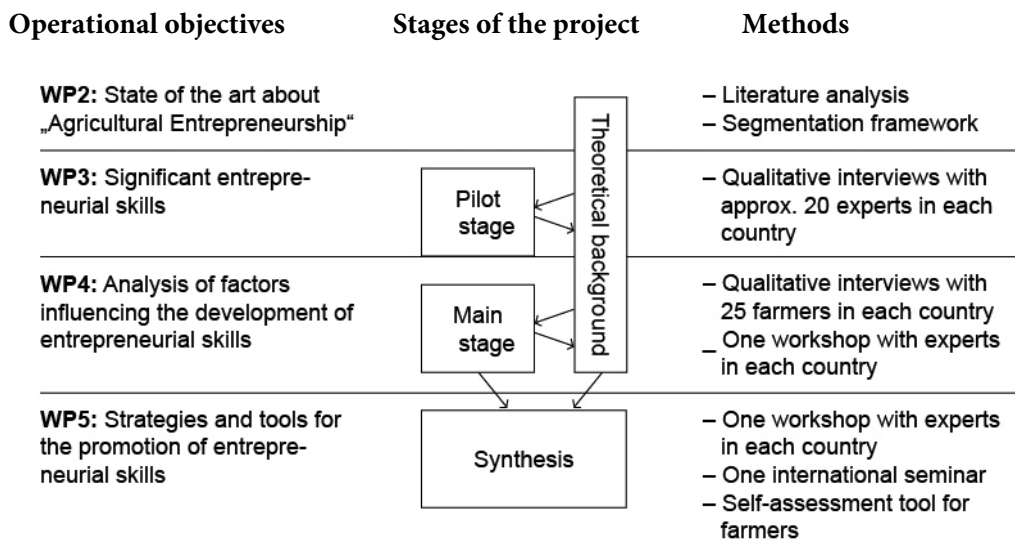 Operational objectives
Stages of the project
Methods
WP2: State of the art about
„Agricultural Entrepreneurship“
– Literature analysis
– Segmentation framework
Theoretical background
WP3: Significant entrepre-
neurial skills
Pilot
stage
– Qualitative interviews with
approx. 20 experts in each
country
WP4: Analysis of factors
influencing the development of
entrepreneurial skills
Main
stage
– Qualitative interviews with
25 farmers in each country
– One workshop with experts
in each country
WP5: Strategies and tools for
the promotion of entrepre-
neurial skills
Synthesis
– One workshop with experts
in each country
– One international seminar
– Self-assessment tool for
farmers